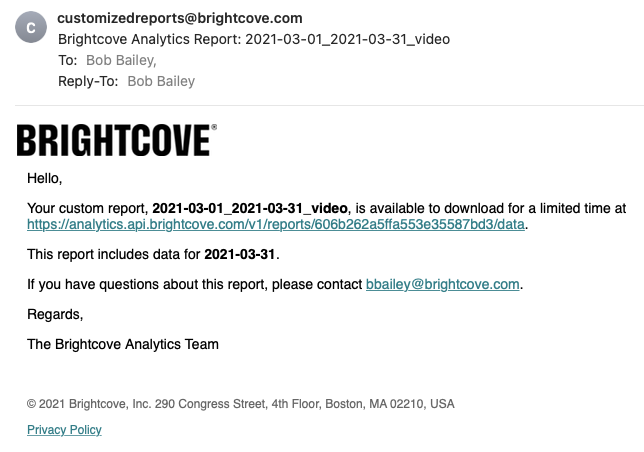 C
customizedreports@brightcove.com
Brightcove Analytics Report: 2021-03-01_2021-03-31_video
To: Bob Bailey,
Reply-To: Bob Bailey
BRIGHTCOVE®
Hello,
Your custom report, 2021-03-01_2021-03-31_video, is available to download for a limited time at
https://analytics.api.brightcove.com/v1/reports/606b262a5ffa553e35587bd3/data.
This report includes data for 2021-03-31.
If you have questions about this report, please contact bbailey@brightcove.com.
Regards,
The Brightcove Analytics Team
© 2021 Brightcove, Inc. 290 Congress Street, 4th Floor, Boston, MA 02210, USA
Privacy Policy